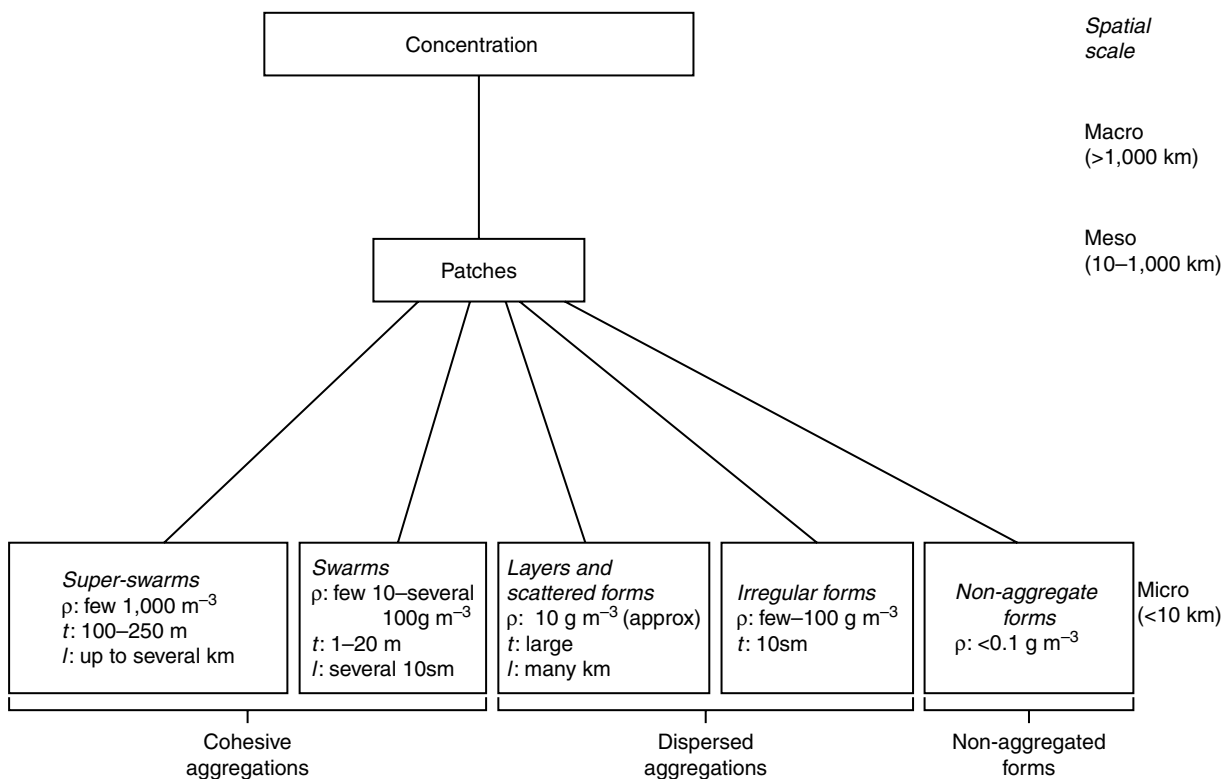 Concentration
Spatial
scale
Macro
(>1,000 km)
Meso
(10–1,000 km)
Patches
Super-swarms
ρ: few 1,000 m⁻³
t: 100–250 m
l: up to several km
Swarms
ρ: few 10–several
100g m⁻³
t: 1–20 m
l: several 10sm
Layers and
scattered forms
ρ: 10 g m⁻³ (approx)
t: large
l: many km
Irregular forms
ρ: few–100 g m⁻³
t: 10sm
Non-aggregate
forms
ρ: <0.1 g m⁻³
Micro
(<10 km)
Cohesive
aggregations
Dispersed
aggregations
Non-aggregated
forms